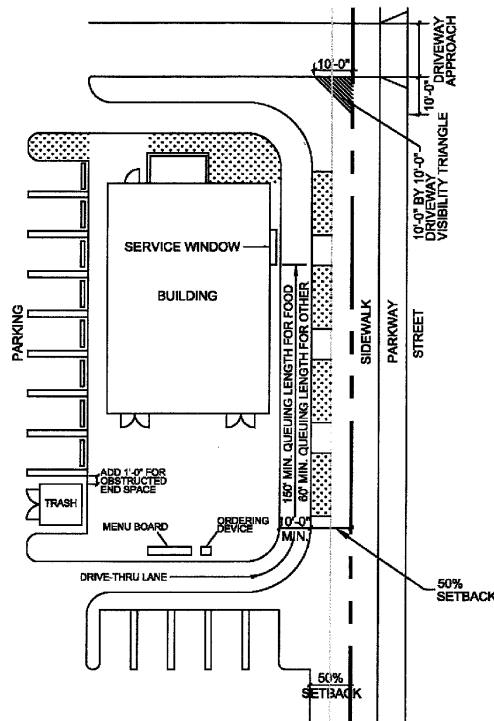 10'-0"
DRIVEWAY
APPROACH
10'-0"
10'-0" BY 10'-0"
DRIVEWAY
VISIBILITY TRIANGLE
SERVICE WINDOW
BUILDING
PARKING
150' MIN. QUEUING LENGTH FOR FOOD
60' MIN. QUEUING LENGTH FOR OTHER
SIDEWALK
PARKWAY
STREET
ADD 1'-0" FOR
OBSTRUCTED
END SPACE
TRASH
MENU BOARD
ORDERING
DEVICE
10'-0"
MIN.
DRIVE-THRU LANE
50%
SETBACK
50%
SETBACK